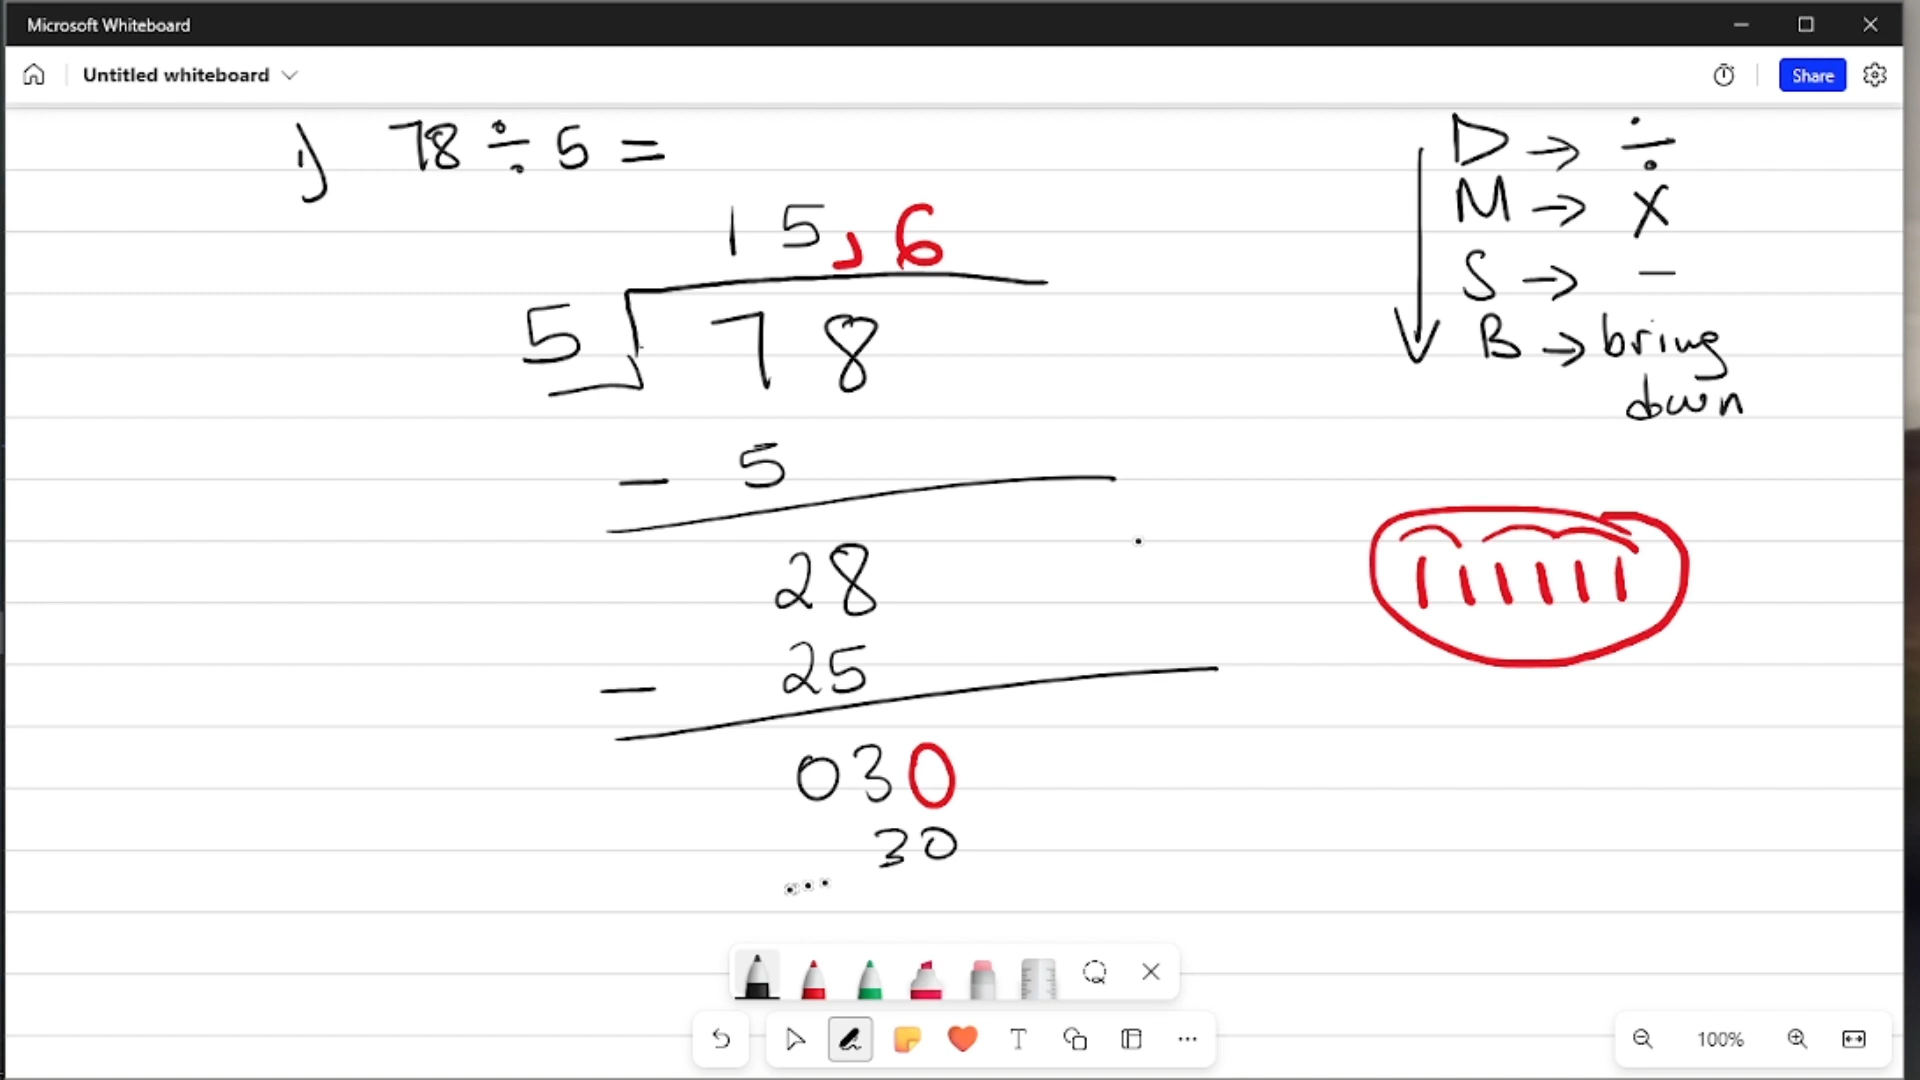 Microsoft Whiteboard
Untitled whiteboard
Share
1) 78 ÷ 5 =
15,6
5 78
- 5
28
- 25
030
30
D → ÷
M → X
S → -
B → bring
down
100%